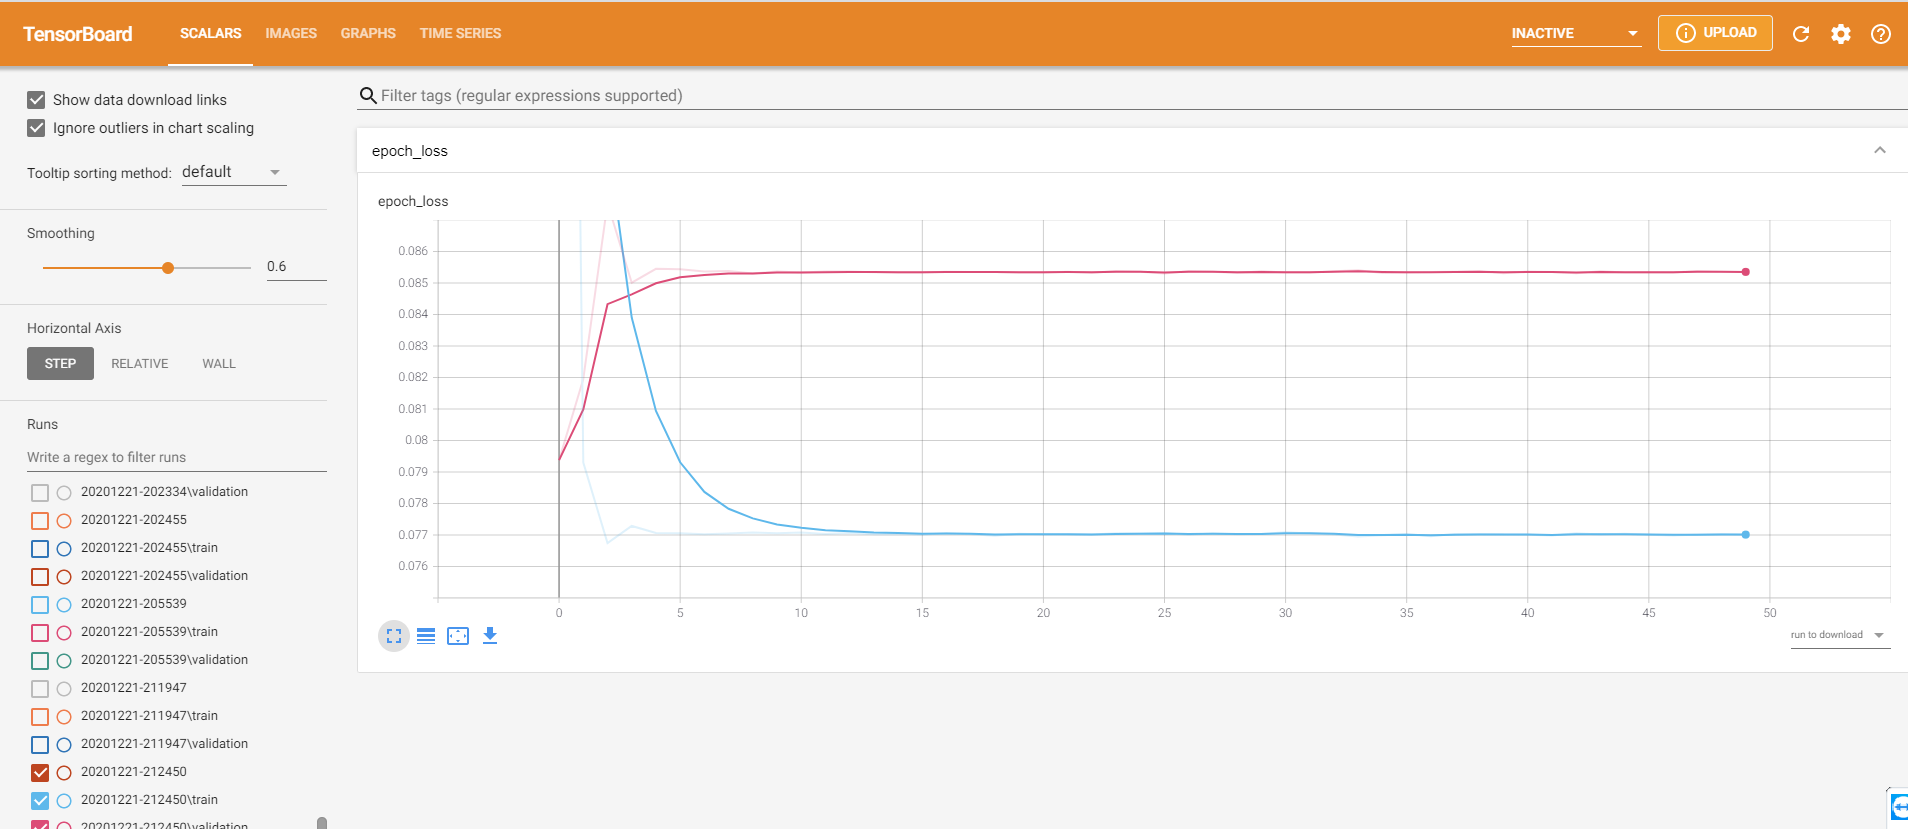 TensorBoard
SCALARS
IMAGES
GRAPHS
TIME SERIES
INACTIVE
UPLOAD
Show data download links
Ignore outliers in chart scaling
Tooltip sorting method: default
Smoothing
0.6
Horizontal Axis
STEP
RELATIVE
WALL
Runs
Write a regex to filter runs
20201221-202334\validation
20201221-202455
20201221-202455\train
20201221-202455\validation
20201221-205539
20201221-205539\train
20201221-205539\validation
20201221-211947
20201221-211947\train
20201221-211947\validation
20201221-212450
20201221-212450\train
20201221-212450\validation
Filter tags (regular expressions supported)
epoch_loss
epoch_loss
0.086
0.085
0.084
0.083
0.082
0.081
0.08
0.079
0.078
0.077
0.076
0 5 10 15 20 25 30 35 40 45 50
run to download